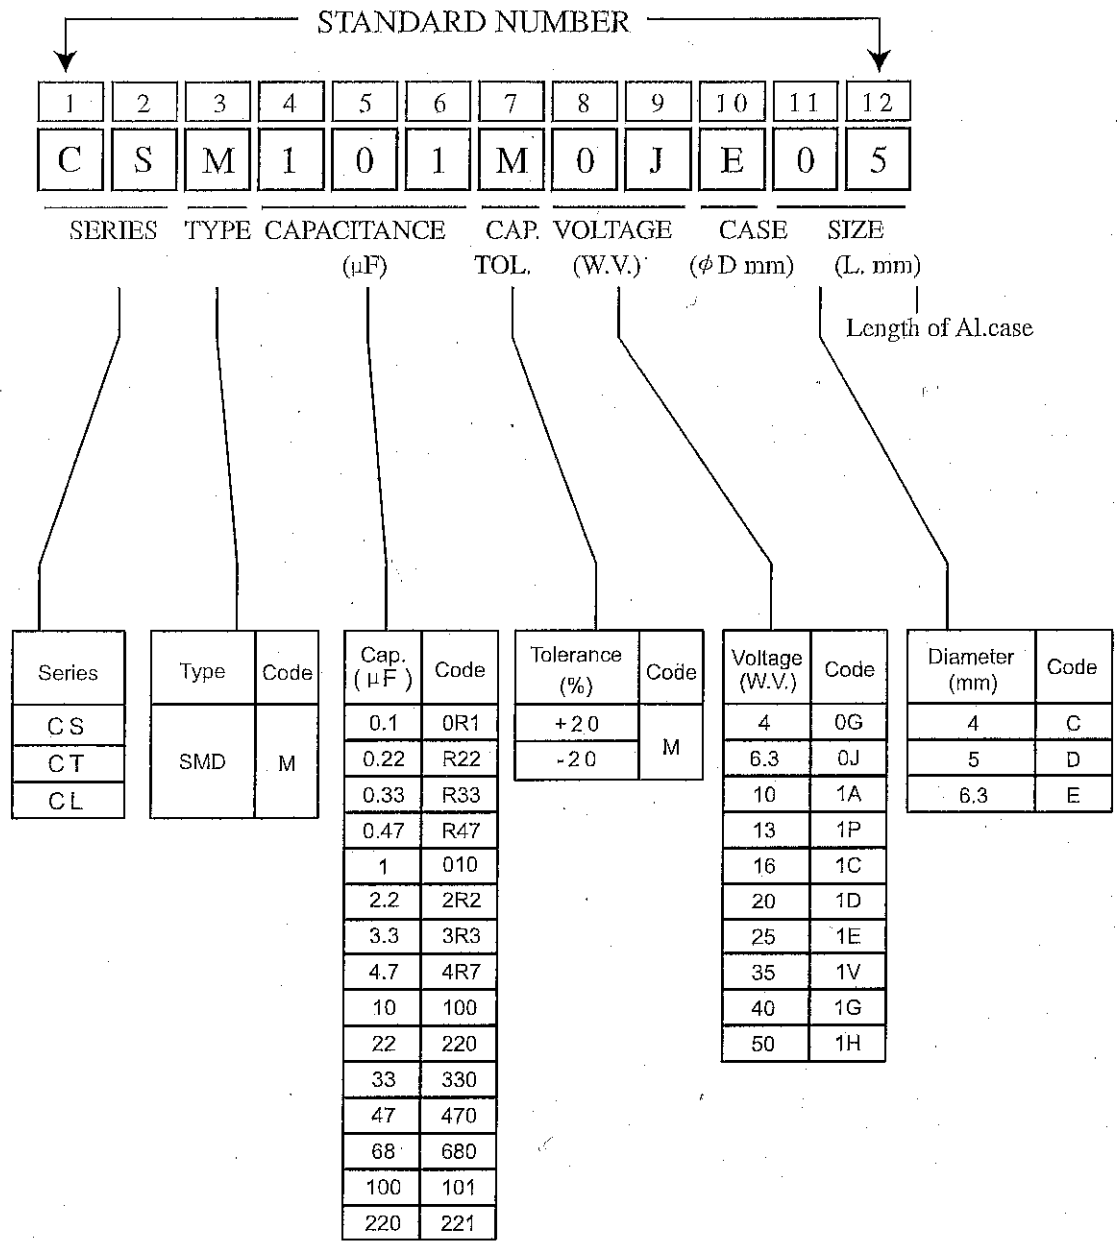 STANDARD NUMBER
1 2 3 4 5 6 7 8 9 10 11 12
C S M 1 0 1 M 0 J E 0 5
SERIES TYPE CAPACITANCE CAP. VOLTAGE CASE SIZE
(µF) TOL. (W.V.) (φD mm) (L. mm)
Length of Al.case
Series
CS
CT
CL
Type Code
SMD M
Cap. (µF) Code
0.1 0R1
0.22 R22
0.33 R33
0.47 R47
1 010
2.2 2R2
3.3 3R3
4.7 4R7
10 100
22 220
33 330
47 470
68 680
100 101
220 221
Tolerance (%) Code
+20
-20
M
Voltage (W.V.) Code
4 0G
6.3 0J
10 1A
13 1P
16 1C
20 1D
25 1E
35 1V
40 1G
50 1H
Diameter (mm) Code
4 C
5 D
6.3 E